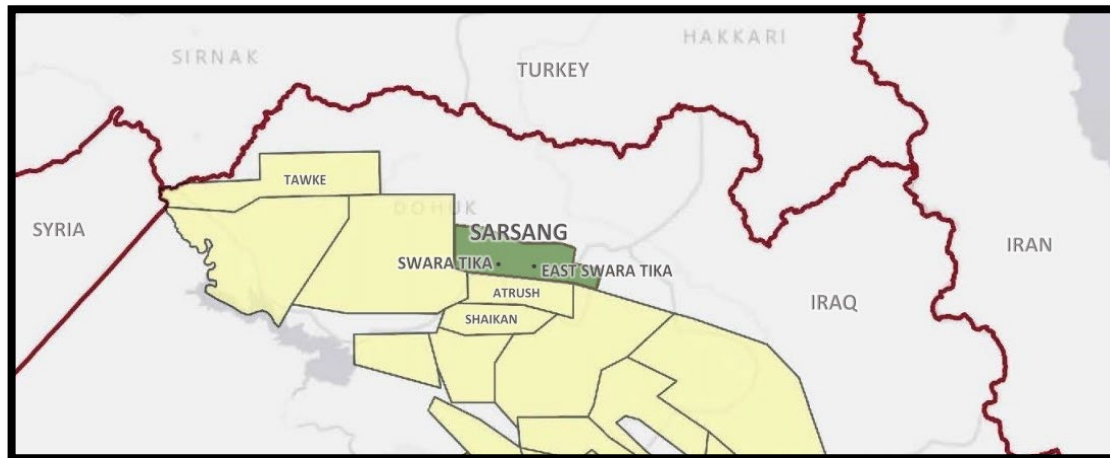 HAKKARI
SIRNAK
TURKEY
TAWKE
DOHUK
SYRIA
SARSANG
IRAN
SWARA TIKA
EAST SWARA TIKA
ATRUSH
IRAQ
SHAIKAN